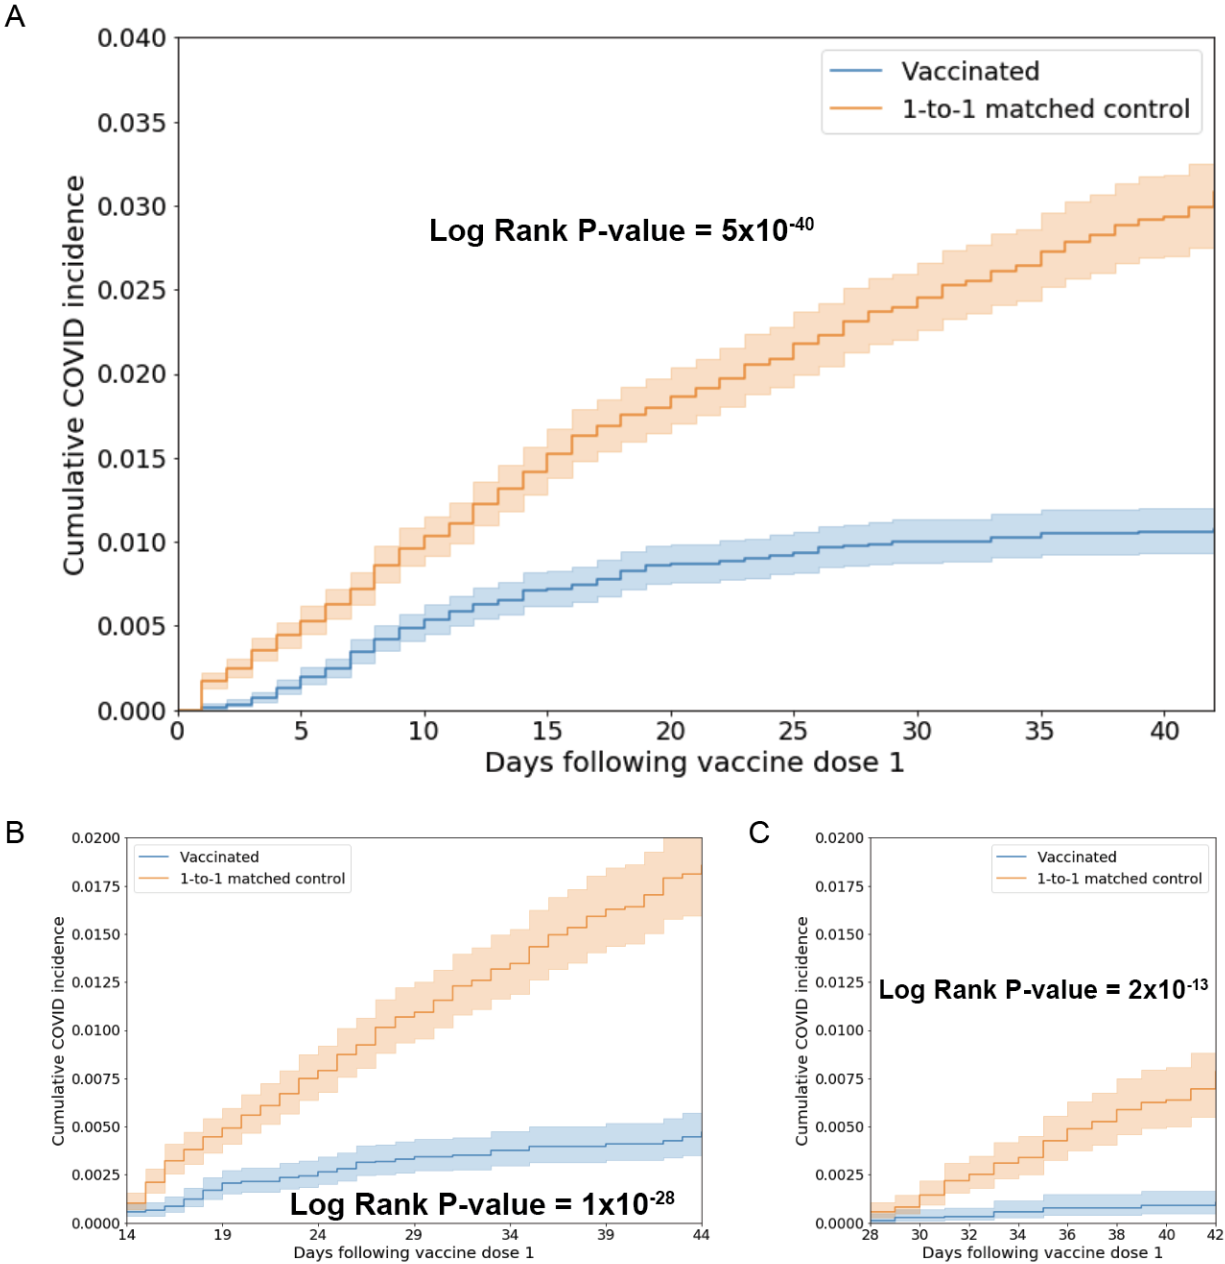 A
0.040
0.035
0.030
0.025
0.020
0.015
0.010
0.005
0.000
Cumulative COVID incidence
Vaccinated
1-to-1 matched control
Log Rank P-value = 5x10-40
0 5 10 15 20 25 30 35 40
Days following vaccine dose 1
B
0.0200
0.0175
0.0150
0.0125
0.0100
0.0075
0.0050
0.0025
0.0000
Cumulative COVID incidence
Vaccinated
1-to-1 matched control
Log Rank P-value = 1x10-28
14 19 24 29 34 39 44
Days following vaccine dose 1
C
0.0200
0.0175
0.0150
0.0125
0.0100
0.0075
0.0050
0.0025
0.0000
Cumulative COVID incidence
Vaccinated
1-to-1 matched control
Log Rank P-value = 2x10-13
28 30 32 34 36 38 40 42
Days following vaccine dose 1